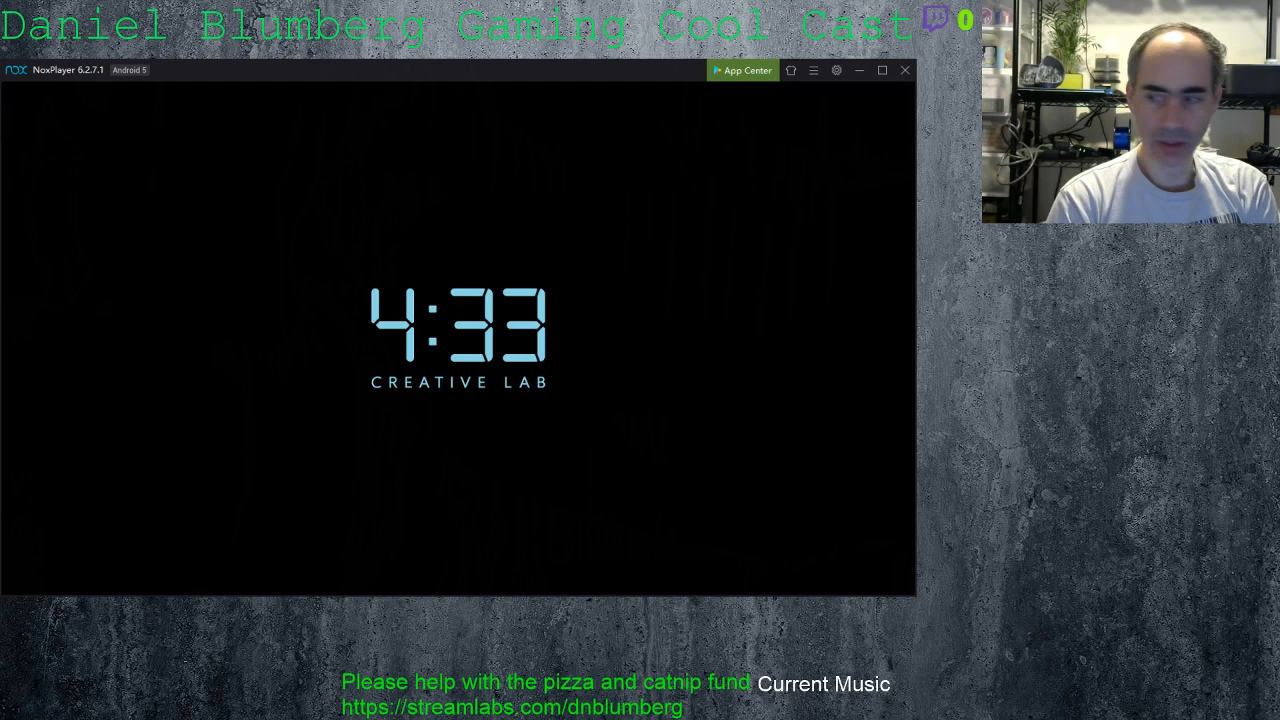 Daniel Blumberg Gaming Cool Cast
0
NoxPlayer 6.2.7.1 Android 5
App Center
4:33
CREATIVE LAB
Please help with the pizza and catnip fund
https://streamlabs.com/dnblumberg
Current Music